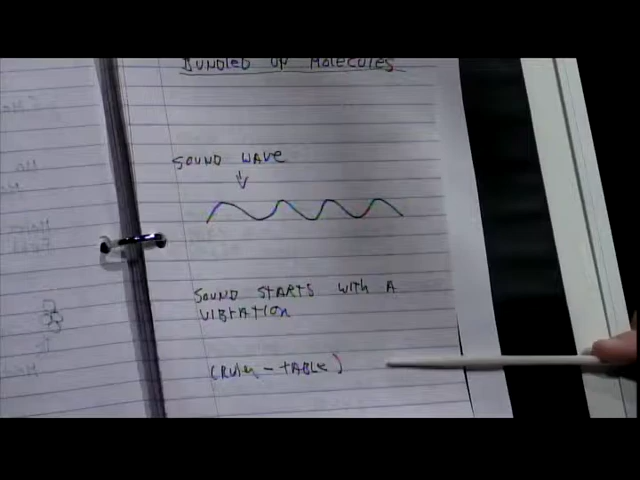 BUNDLED UP MOLECULES
SOUND WAVE
SOUND STARTS WITH A
VIBRATION
(RULER - TABLE)